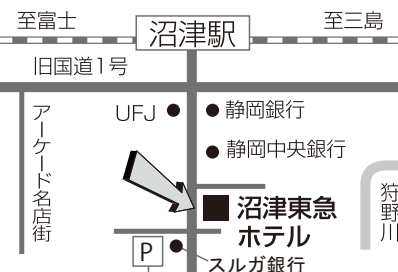 至富士
沼津駅
至三島
旧国道1号
UFJ
静岡銀行
静岡中央銀行
アーケード名店街
沼津東急
ホテル
狩野川
P
スルガ銀行